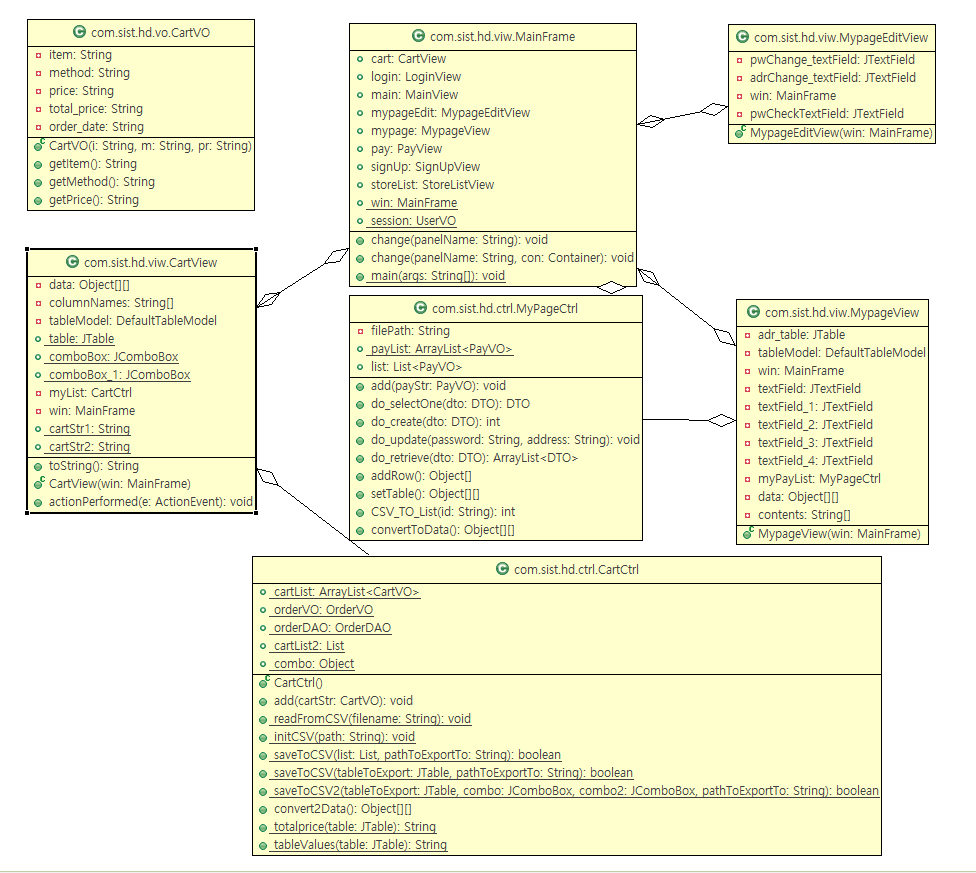 com.sist.hd.vo.CartVO
item: String
method: String
price: String
total_price: String
order_date: String
CartVO(i: String, m: String, pr: String)
getItem(): String
getMethod(): String
getPrice(): String
com.sist.hd.viw.MainFrame
cart: CartView
login: LoginView
main: MainView
mypageEdit: MypageEditView
mypage: MypageView
pay: PayView
signUp: SignUpView
storeList: StoreListView
win: MainFrame
session: UserVO
change(panelName: String): void
change(panelName: String, con: Container): void
main(args: String[]): void
com.sist.hd.viw.MypageEditView
pwChange_textField: JTextField
adrChange_textField: JTextField
win: MainFrame
pwCheckTextField: JTextField
MypageEditView(win: MainFrame)
com.sist.hd.viw.CartView
data: Object[][]
columnNames: String[]
tableModel: DefaultTableModel
table: JTable
comboBox: JComboBox
comboBox_1: JComboBox
myList: CartCtrl
win: MainFrame
cartStr1: String
cartStr2: String
toString(): String
CartView(win: MainFrame)
actionPerformed(e: ActionEvent): void
com.sist.hd.ctrl.MyPageCtrl
filePath: String
payList: ArrayList<PayVO>
list: List<PayVO>
add(payStr: PayVO): void
do_selectOne(dto: DTO): DTO
do_create(dto: DTO): int
do_update(password: String, address: String): void
do_retrieve(dto: DTO): ArrayList<DTO>
addRow(): Object[]
setTable(): Object[][]
CSV_TO_List(id: String): int
convertToData(): Object[][]
com.sist.hd.viw.MypageView
adr_table: JTable
tableModel: DefaultTableModel
win: MainFrame
textField: JTextField
textField_1: JTextField
textField_2: JTextField
textField_3: JTextField
textField_4: JTextField
myPayList: MyPageCtrl
data: Object[][]
contents: String[]
MypageView(win: MainFrame)
com.sist.hd.ctrl.CartCtrl
cartList: ArrayList<CartVO>
orderVO: OrderVO
orderDAO: OrderDAO
cartList2: List
combo: Object
CartCtrl()
add(cartStr: CartVO): void
readFromCSV(filename: String): void
initCSV(path: String): void
saveToCSV(list: List, pathToExportTo: String): boolean
saveToCSV(tableToExport: JTable, pathToExportTo: String): boolean
saveToCSV2(tableToExport: JTable, combo: JComboBox, combo2: JComboBox, pathToExportTo: String): boolean
convert2Data(): Object[][]
totalprice(table: JTable): String
tableValues(table: JTable): String